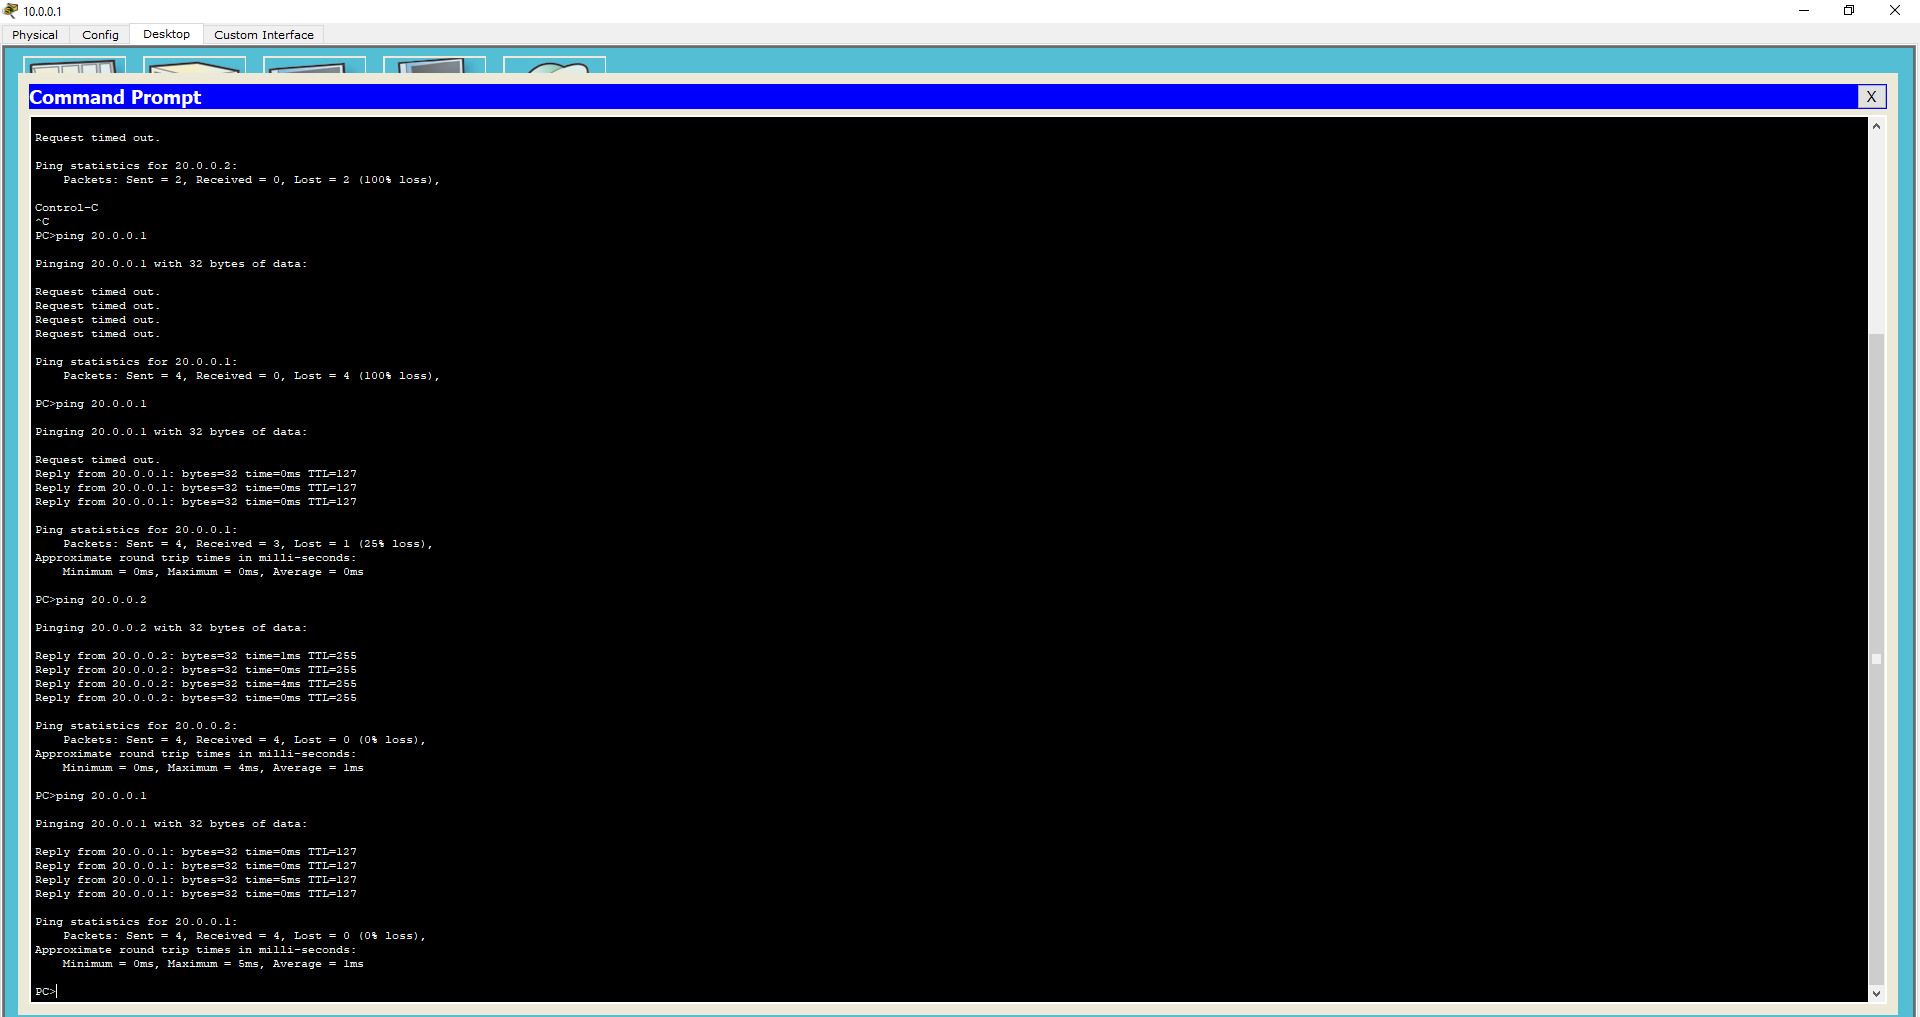 10.0.0.1
Physical Config Desktop Custom Interface
Command Prompt X
Request timed out.
Ping statistics for 20.0.0.2:
Packets: Sent = 2, Received = 0, Lost = 2 (100% loss),
Control-C
^C
PC>ping 20.0.0.1
Pinging 20.0.0.1 with 32 bytes of data:
Request timed out.
Request timed out.
Request timed out.
Request timed out.
Ping statistics for 20.0.0.1:
Packets: Sent = 4, Received = 0, Lost = 4 (100% loss),
PC>ping 20.0.0.1
Pinging 20.0.0.1 with 32 bytes of data:
Request timed out.
Reply from 20.0.0.1: bytes=32 time=0ms TTL=127
Reply from 20.0.0.1: bytes=32 time=0ms TTL=127
Reply from 20.0.0.1: bytes=32 time=0ms TTL=127
Ping statistics for 20.0.0.1:
Packets: Sent = 4, Received = 3, Lost = 1 (25% loss),
Approximate round trip times in milli-seconds:
Minimum = 0ms, Maximum = 0ms, Average = 0ms
PC>ping 20.0.0.2
Pinging 20.0.0.2 with 32 bytes of data:
Reply from 20.0.0.2: bytes=32 time=1ms TTL=255
Reply from 20.0.0.2: bytes=32 time=0ms TTL=255
Reply from 20.0.0.2: bytes=32 time=4ms TTL=255
Reply from 20.0.0.2: bytes=32 time=0ms TTL=255
Ping statistics for 20.0.0.2:
Packets: Sent = 4, Received = 4, Lost = 0 (0% loss),
Approximate round trip times in milli-seconds:
Minimum = 0ms, Maximum = 4ms, Average = 1ms
PC>ping 20.0.0.1
Pinging 20.0.0.1 with 32 bytes of data:
Reply from 20.0.0.1: bytes=32 time=0ms TTL=127
Reply from 20.0.0.1: bytes=32 time=0ms TTL=127
Reply from 20.0.0.1: bytes=32 time=5ms TTL=127
Reply from 20.0.0.1: bytes=32 time=0ms TTL=127
Ping statistics for 20.0.0.1:
Packets: Sent = 4, Received = 4, Lost = 0 (0% loss),
Approximate round trip times in milli-seconds:
Minimum = 0ms, Maximum = 5ms, Average = 1ms
PC>